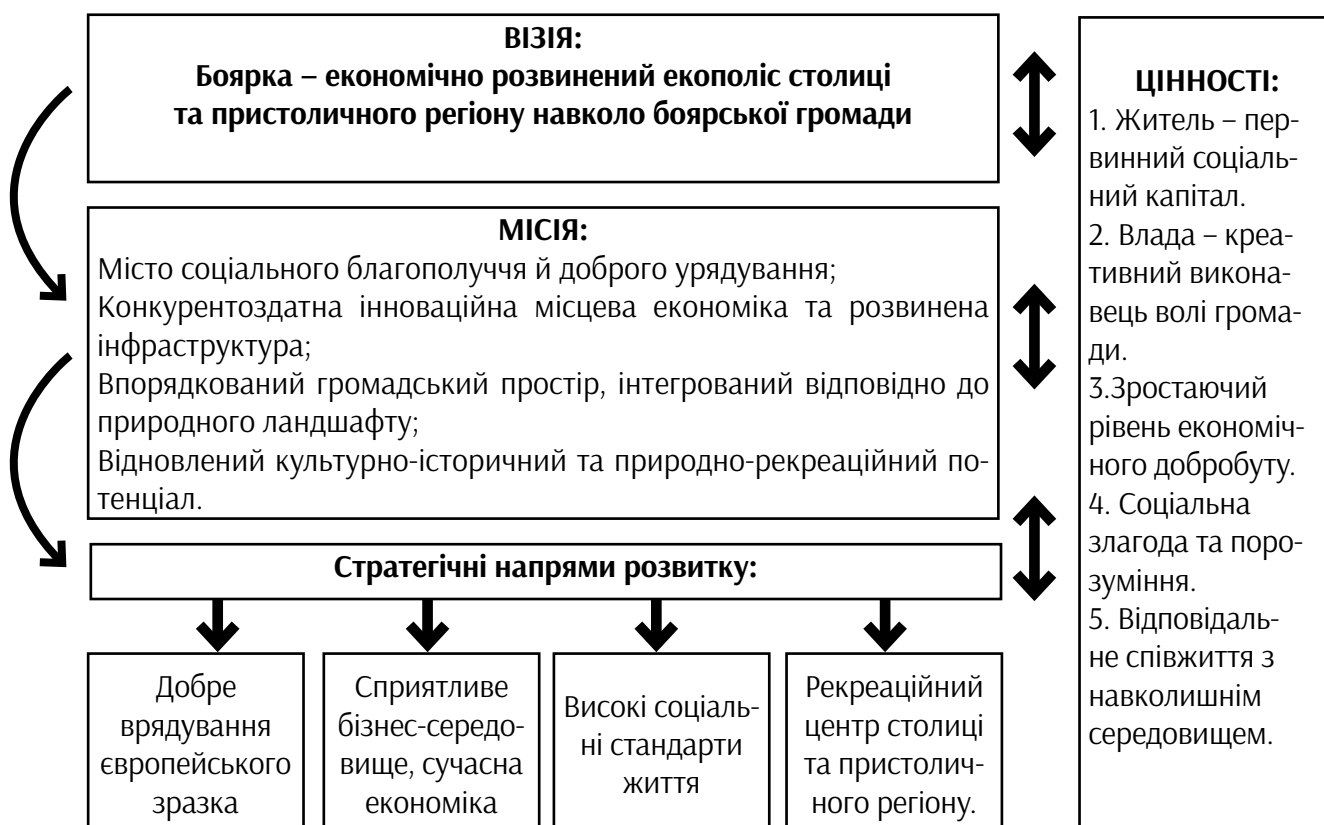 ВІЗІЯ:
Боярка – економічно розвинений екополіс столиці
та пристоличного регіону навколо боярської громади
МІСІЯ:
Місто соціального благополуччя й доброго урядування;
Конкурентоздатна інноваційна місцева економіка та розвинена
інфраструктура;
Впорядкований громадський простір, інтегрований відповідно до
природного ландшафту;
Відновлений культурно-історичний та природно-рекреаційний по-
тенціал.
Стратегічні напрями розвитку:
Добре
врядування
європейського
зразка
Сприятливе
бізнес-середо-
вище, сучасна
економіка
Високі соціаль-
ні стандарти
життя
Рекреаційний
центр столиці
та пристолич-
ного регіону.
ЦІННОСТІ:
1. Житель – пер-
винний соціаль-
ний капітал.
2. Влада – креа-
тивний викона-
вець волі грома-
ди.
3.Зростаючий
рівень економіч-
ного добробуту.
4. Соціальна
злагода та поро-
зуміння.
5. Відповідаль-
не співжиття з
навколишнім
середовищем.